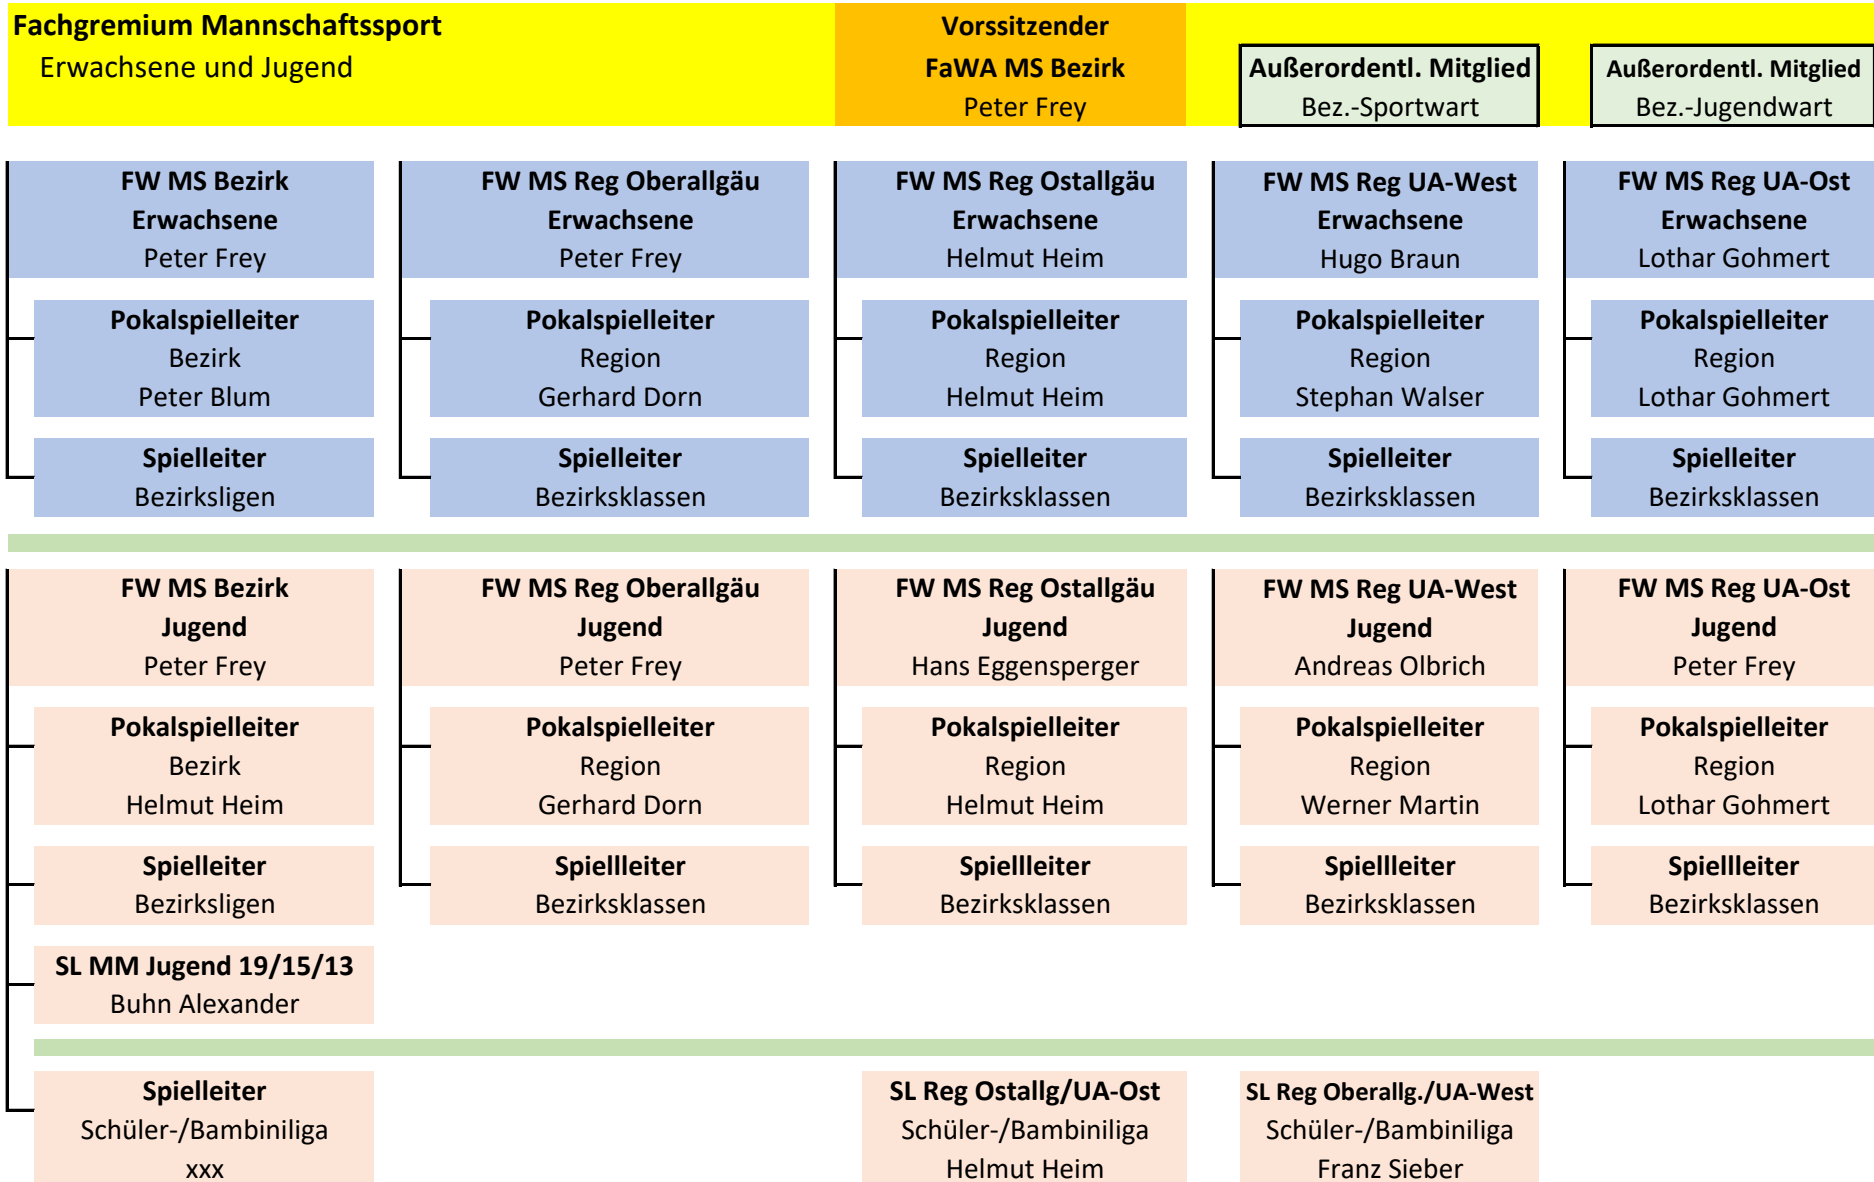 Fachgremium Mannschaftssport
Erwachsene und Jugend
Vorssitzender
FaWA MS Bezirk
Peter Frey
Außerordentl. Mitglied
Bez.-Sportwart
Außerordentl. Mitglied
Bez.-Jugendwart
FW MS Bezirk
Erwachsene
Peter Frey
FW MS Reg Oberallgäu
Erwachsene
Peter Frey
FW MS Reg Ostallgäu
Erwachsene
Helmut Heim
FW MS Reg UA-West
Erwachsene
Hugo Braun
FW MS Reg UA-Ost
Erwachsene
Lothar Gohmert
Pokalspielleiter
Bezirk
Peter Blum
Pokalspielleiter
Region
Gerhard Dorn
Pokalspielleiter
Region
Helmut Heim
Pokalspielleiter
Region
Stephan Walser
Pokalspielleiter
Region
Lothar Gohmert
Spielleiter
Bezirksligen
Spielleiter
Bezirksklassen
Spielleiter
Bezirksklassen
Spielleiter
Bezirksklassen
Spielleiter
Bezirksklassen
FW MS Bezirk
Jugend
Peter Frey
FW MS Reg Oberallgäu
Jugend
Peter Frey
FW MS Reg Ostallgäu
Jugend
Hans Eggensperger
FW MS Reg UA-West
Jugend
Andreas Olbrich
FW MS Reg UA-Ost
Jugend
Peter Frey
Pokalspielleiter
Bezirk
Helmut Heim
Pokalspielleiter
Region
Gerhard Dorn
Pokalspielleiter
Region
Helmut Heim
Pokalspielleiter
Region
Werner Martin
Pokalspielleiter
Region
Lothar Gohmert
Spielleiter
Bezirksligen
Spiellleiter
Bezirksklassen
Spiellleiter
Bezirksklassen
Spiellleiter
Bezirksklassen
Spiellleiter
Bezirksklassen
SL MM Jugend 19/15/13
Buhn Alexander
Spielleiter
Schüler-/Bambiniliga
xxx
SL Reg Ostallg/UA-Ost
Schüler-/Bambiniliga
Helmut Heim
SL Reg Oberallg./UA-West
Schüler-/Bambiniliga
Franz Sieber